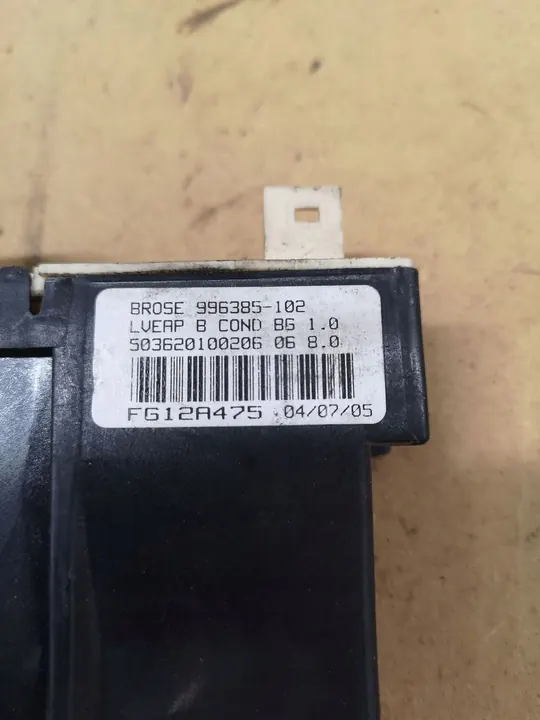 BROSE 996385-102
LVEAP B COND BG 1.0
503620100206 06 8.0
FG12A475 04/07/05